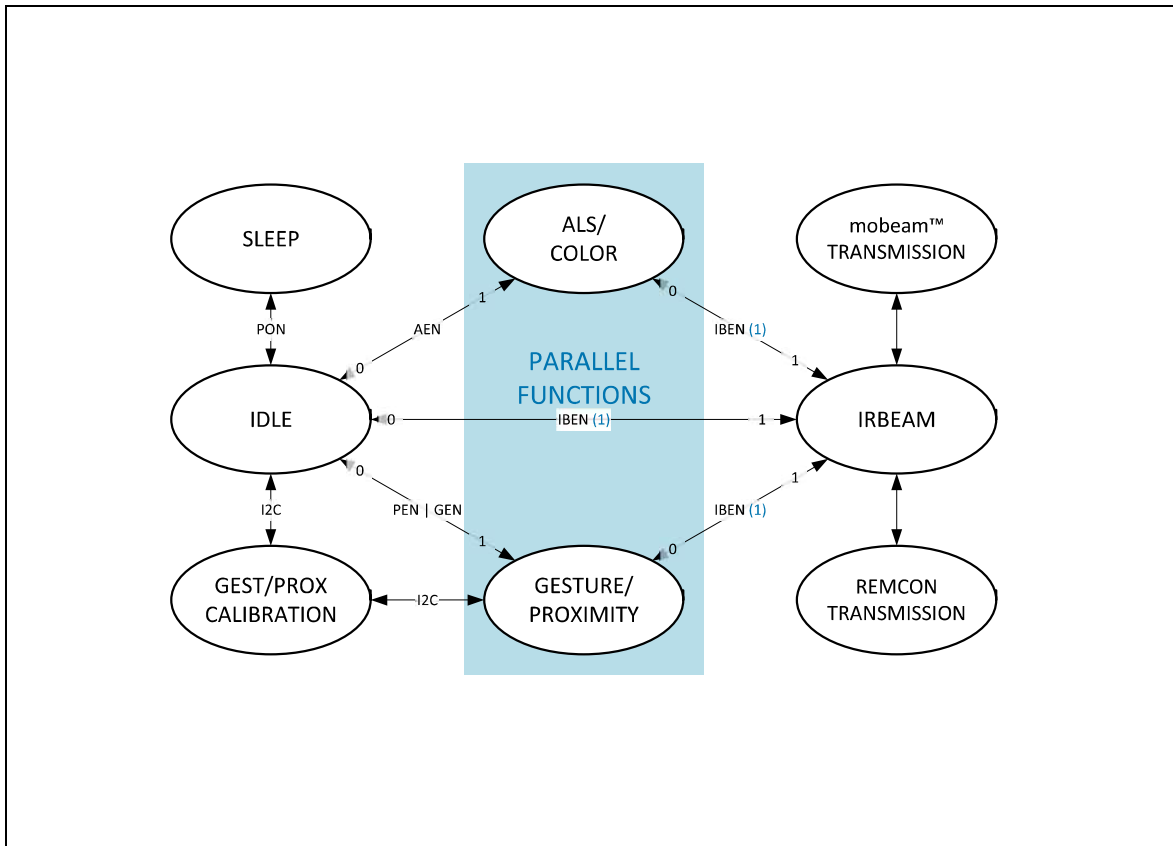 SLEEP
ALS/
COLOR
mobeam™
TRANSMISSION
0
1
PON
AEN
IBEN (1)
0
1
PARALLEL
FUNCTIONS
IDLE
0
IBEN (1)
1
IRBEAM
0
1
I2C
PEN | GEN
IBEN (1)
1
0
GEST/PROX
CALIBRATION
I2C
GESTURE/
PROXIMITY
REMCON
TRANSMISSION